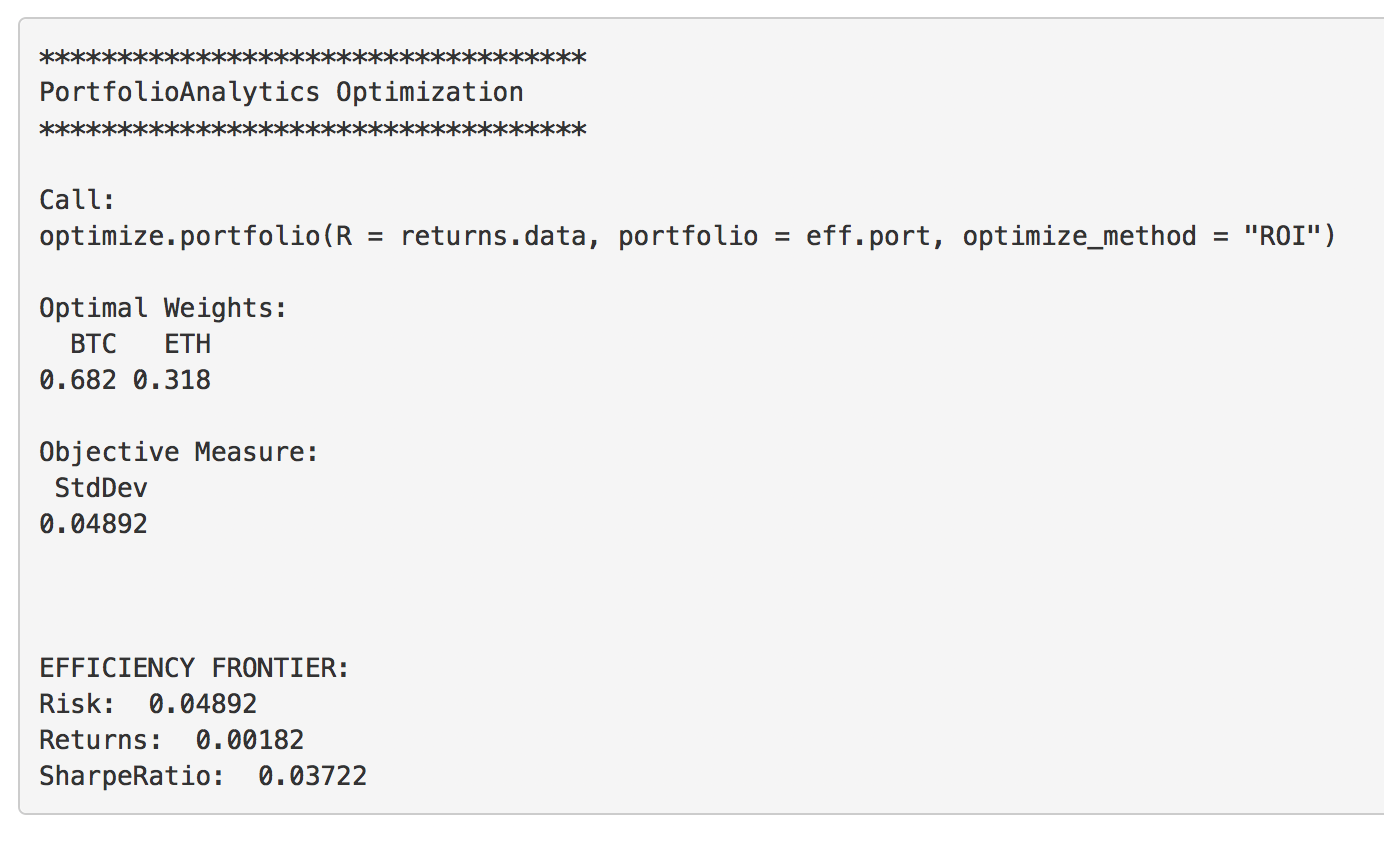 ***********************************
PortfolioAnalytics Optimization
***********************************
Call:
optimize.portfolio(R = returns.data, portfolio = eff.port, optimize_method = "ROI")
Optimal Weights:
  BTC   ETH
0.682 0.318
Objective Measure:
 StdDev
0.04892
EFFICIENCY FRONTIER:
Risk:  0.04892
Returns:  0.00182
SharpeRatio:  0.03722